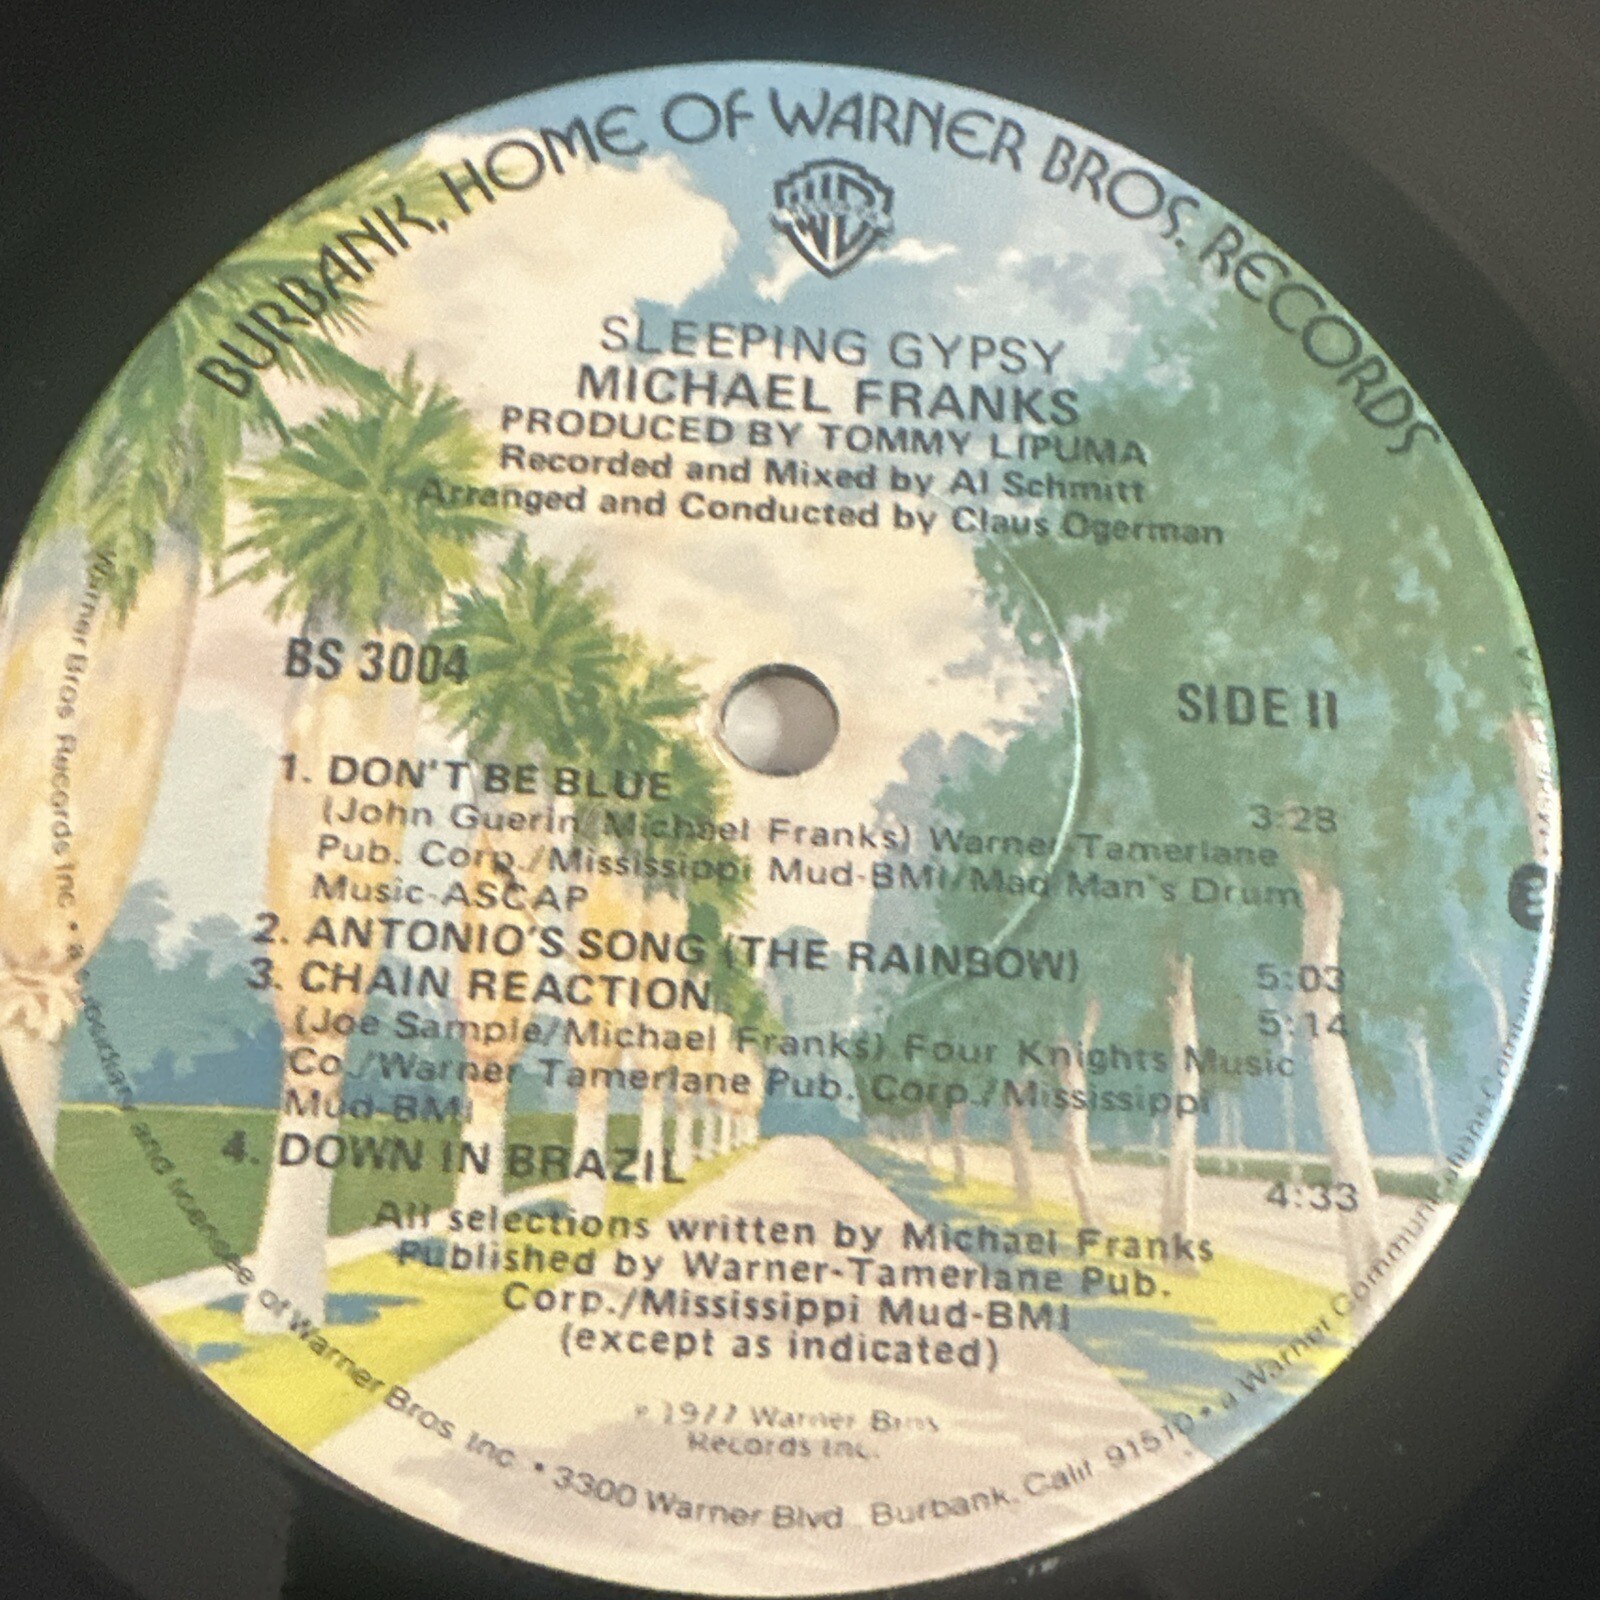 BURBANK, HOME OF WARNER BROS. RECORDS
SLEEPING GYPSY
MICHAEL FRANKS
PRODUCED BY TOMMY LIPUMA
Recorded and Mixed by Al Schmitt
Arranged and Conducted by Claus Ogerman
BS 3004
SIDE II
1. DON'T BE BLUE 3:28
(John Guerin/Michael Franks) Warner-Tamerlane
Pub. Corp./Mississippi Mud-BMI/Mad Man's Drum
Music-ASCAP
2. ANTONIO'S SONG (THE RAINBOW) 5:03
3. CHAIN REACTION 5:14
(Joe Sample/Michael Franks) Four Knights Music
Co./Warner Tamerlane Pub. Corp./Mississippi
Mud-BMI
4. DOWN IN BRAZIL 4:33
All selections written by Michael Franks
Published by Warner-Tamerlane Pub.
Corp./Mississippi Mud-BMI
(except as indicated)
℗ 1977 Warner Bros
Records Inc.
Warner Bros. Records Inc. • a subsidiary and licensee of Warner Bros. Inc. • 3300 Warner Blvd. Burbank, Calif. 91510 • a Warner Communications Company